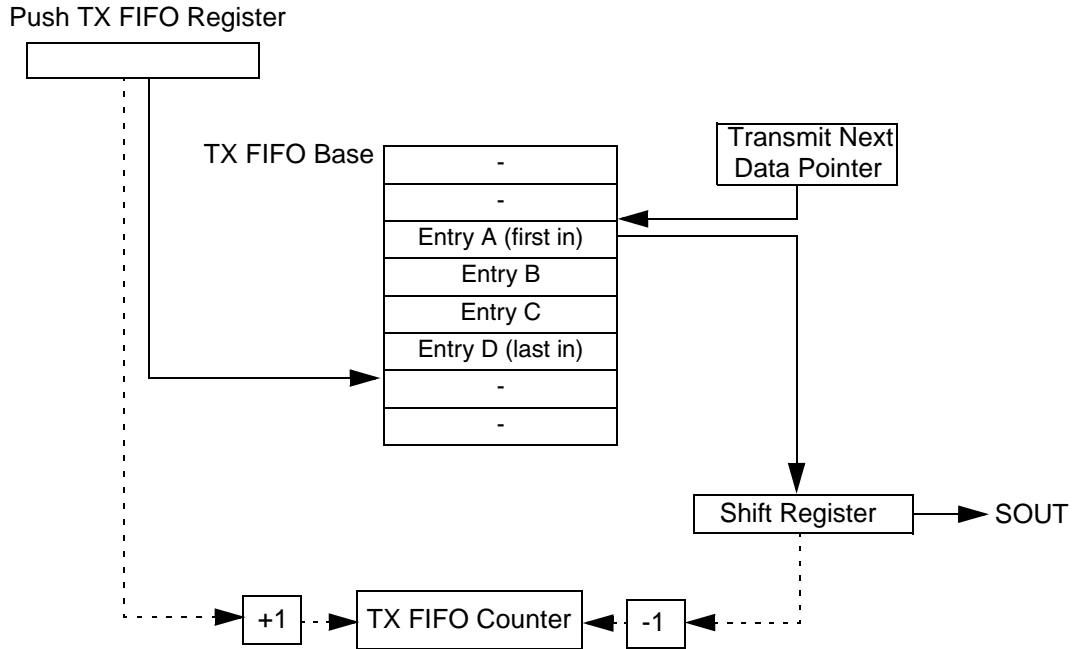 Push TX FIFO Register
TX FIFO Base
-
-
Entry A (first in)
Entry B
Entry C
Entry D (last in)
-
-
Transmit Next
Data Pointer
Shift Register
SOUT
+1
TX FIFO Counter
-1